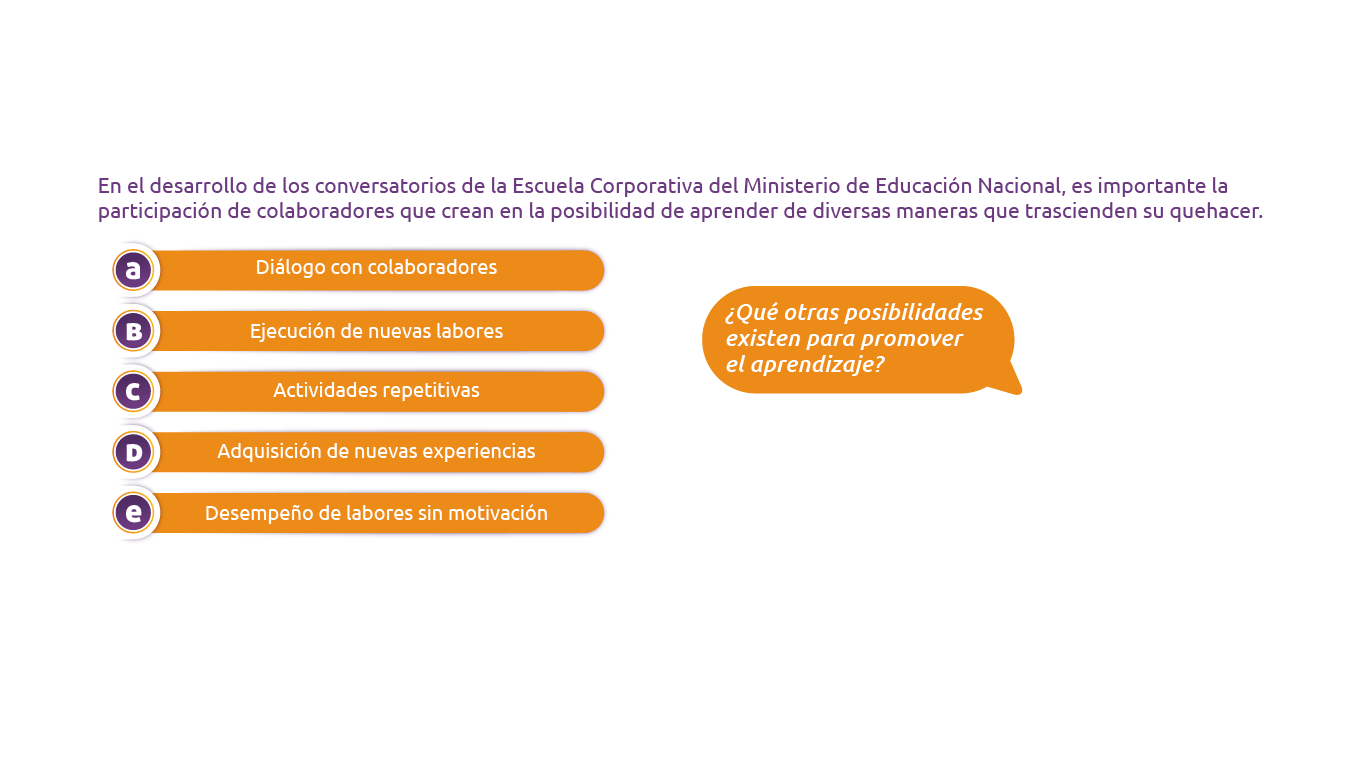 En el desarrollo de los conversatorios de la Escuela Corporativa del Ministerio de Educación Nacional, es importante la
participación de colaboradores que crean en la posibilidad de aprender de diversas maneras que trascienden su quehacer.
a Diálogo con colaboradores
B Ejecución de nuevas labores
c Actividades repetitivas
D Adquisición de nuevas experiencias
e Desempeño de labores sin motivación
¿Qué otras posibilidades
existen para promover
el aprendizaje?